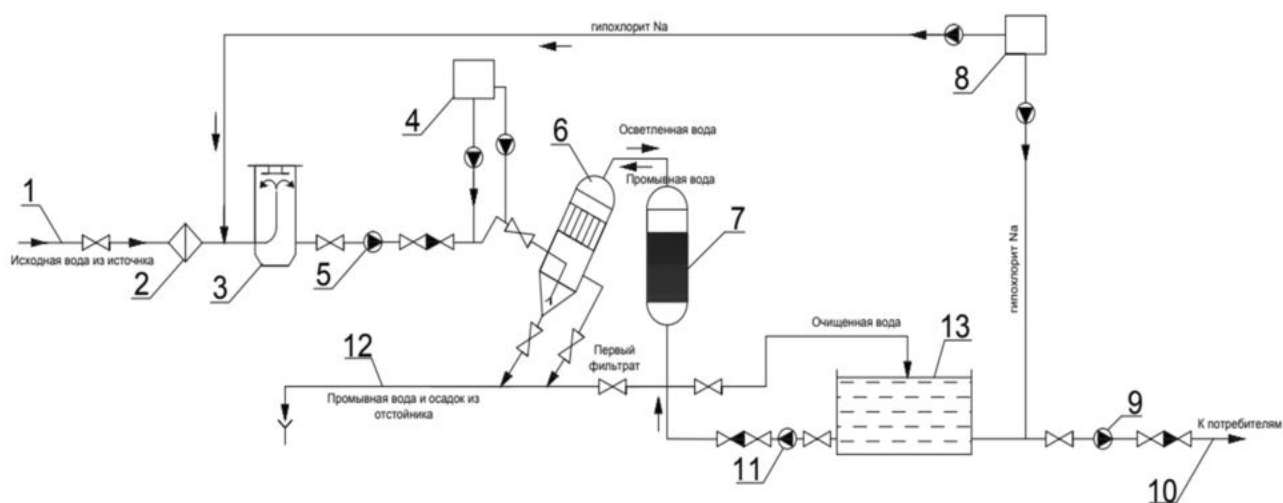 гипохлорит Na
8
4
6
Осветленная вода
Промывная вода
1
7
Исходная вода из источнка
2
3
5
гипохлорит Na
Очищенная вода
13
12
Первый
фильтрат
Промывная вода и осадок из
отстойника
9
К потребителям
11
10